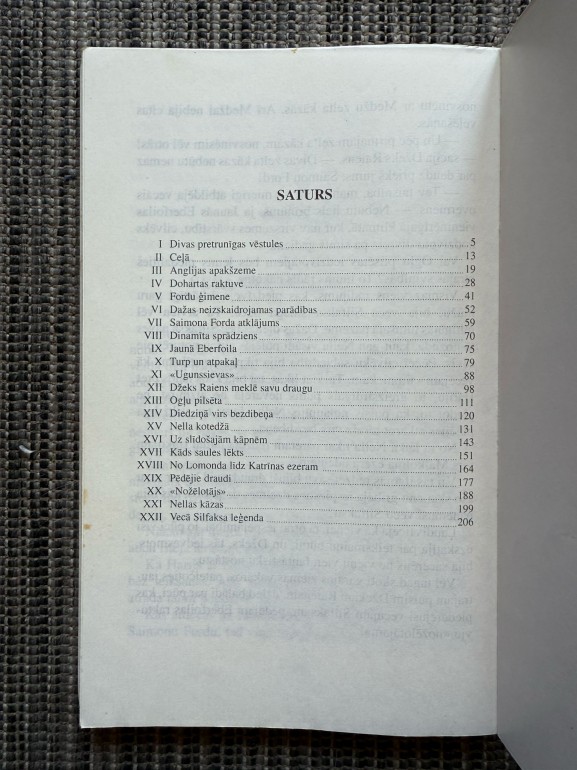 SATURS
I Divas pretrunīgas vēstules 5
II Ceļā 13
III Anglijas apakšzeme 19
IV Dohartas raktuve 28
V Fordu ģimene 41
VI Dažas neizskaidrojamas parādības 52
VII Saimona Forda atklājums 59
VIII Dinamīta sprādziens 70
IX Jaunā Eberfoila 75
X Turp un atpakaļ 79
XI «Ugunssievas» 88
XII Džeks Raiens meklē savu draugu 98
XIII Ogļu pilsēta 111
XIV Diedziņā virs bezdibeņa 120
XV Nella kotedžā 131
XVI Uz slīdošajām kāpnēm 143
XVII Kāds saules lēkts 151
XVIII No Lomonda līdz Katrīnas ezeram 164
XIX Pēdējie draudi 177
XX «Nožēlotājs» 188
XXI Nellas kāzas 199
XXII Vecā Silfaksa leģenda 206